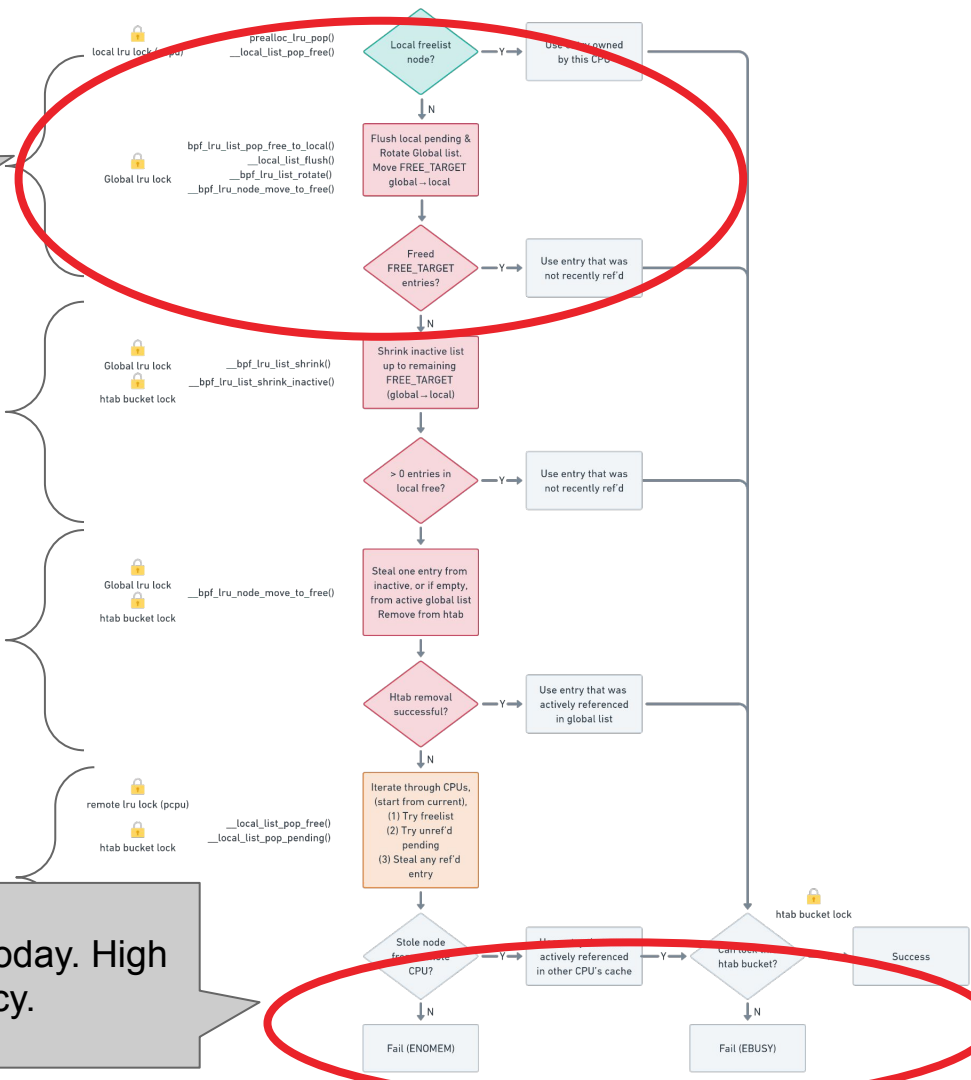 local lru lock (pcpu)
prealloc_lru_pop()
__local_list_pop_free()
Local freelist
node?
Y
Use entry owned
by this CPU
N
Global lru lock
bpf_lru_list_pop_free_to_local()
__local_list_flush()
__bpf_lru_list_rotate()
__bpf_lru_node_move_to_free()
Flush local pending &
Rotate Global list.
Move FREE_TARGET
global→local
Freed
FREE_TARGET
entries?
Y
Use entry that was
not recently ref'd
N
Global lru lock
htab bucket lock
__bpf_lru_list_shrink()
__bpf_lru_list_shrink_inactive()
Shrink inactive list
up to remaining
FREE_TARGET
(global→local)
> 0 entries in
local free?
Y
Use entry that was
not recently ref'd
Global lru lock
htab bucket lock
__bpf_lru_node_move_to_free()
Steal one entry from
inactive, or if empty,
from active global list
Remove from htab
Htab removal
successful?
Y
Use entry that was
actively referenced
in global list
N
remote lru lock (pcpu)
htab bucket lock
__local_list_pop_free()
__local_list_pop_pending()
Iterate through CPUs,
(start from current),
(1) Try freelist
(2) Try unref'd
pending
(3) Steal any ref'd
entry
oday. High
cy.
Stole node
CPU?
Y
actively referenced
in other CPU's cache
Y
htab bucket lock
htab bucket?
Success
N
Fail (ENOMEM)
N
Fail (EBUSY)